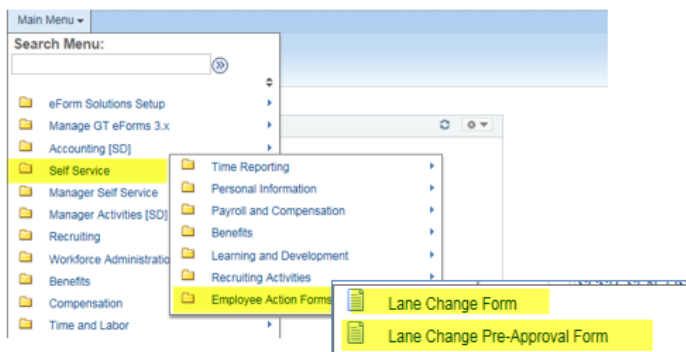 Main Menu
Search Menu:
eForm Solutions Setup
Manage GT eForms 3.x
Accounting [SD]
Self Service
Manager Self Service
Manager Activities [SD]
Recruiting
Workforce Administratio
Benefits
Compensation
Time and Labor
Time Reporting
Personal Information
Payroll and Compensation
Benefits
Learning and Development
Recruiting Activities
Employee Action Forms
Lane Change Form
Lane Change Pre-Approval Form